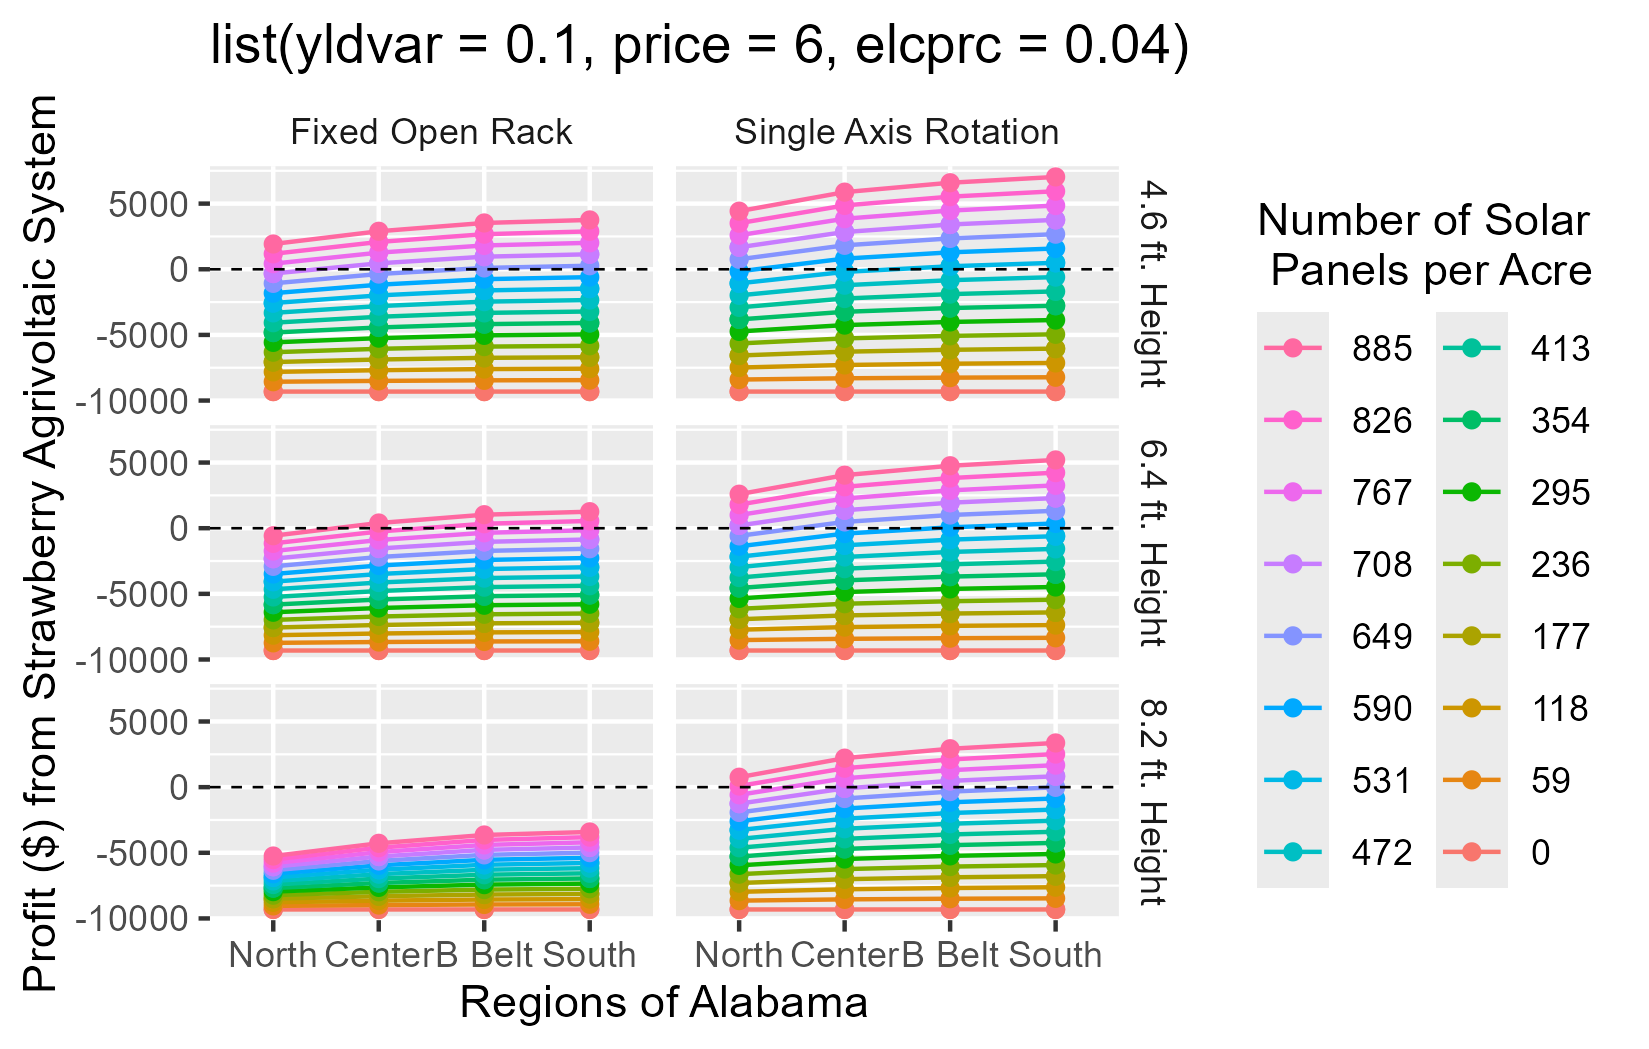 list(yldvar = 0.1, price = 6, elcprc = 0.04)
Profit ($) from Strawberry Agrivoltaic System
Fixed Open Rack
Single Axis Rotation
5000
0
-5000
-10000
4.6 ft. Height
5000
0
-5000
-10000
6.4 ft. Height
5000
0
-5000
-10000
8.2 ft. Height
North Center B Belt South
North Center B Belt South
Regions of Alabama
Number of Solar
Panels per Acre
885 413
826 354
767 295
708 236
649 177
590 118
531 59
472 0